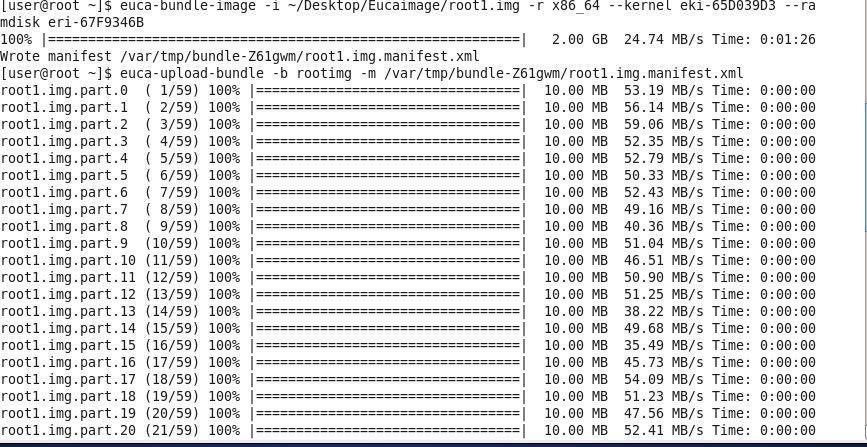 [user@root ~]$ euca-bundle-image -i ~/Desktop/Eucaimage/root1.img -r x86_64 --kernel eki-65D039D3 --ra
mdisk eri-67F9346B
100% |===========================================================|   2.00 GB  24.74 MB/s Time: 0:01:26
Wrote manifest /var/tmp/bundle-Z61gwm/root1.img.manifest.xml
[user@root ~]$ euca-upload-bundle -b rootimg -m /var/tmp/bundle-Z61gwm/root1.img.manifest.xml
root1.img.part.0  ( 1/59) 100% |=================================|  10.00 MB  53.19 MB/s Time: 0:00:00
root1.img.part.1  ( 2/59) 100% |=================================|  10.00 MB  56.14 MB/s Time: 0:00:00
root1.img.part.2  ( 3/59) 100% |=================================|  10.00 MB  59.06 MB/s Time: 0:00:00
root1.img.part.3  ( 4/59) 100% |=================================|  10.00 MB  52.35 MB/s Time: 0:00:00
root1.img.part.4  ( 5/59) 100% |=================================|  10.00 MB  52.79 MB/s Time: 0:00:00
root1.img.part.5  ( 6/59) 100% |=================================|  10.00 MB  50.33 MB/s Time: 0:00:00
root1.img.part.6  ( 7/59) 100% |=================================|  10.00 MB  52.43 MB/s Time: 0:00:00
root1.img.part.7  ( 8/59) 100% |=================================|  10.00 MB  49.16 MB/s Time: 0:00:00
root1.img.part.8  ( 9/59) 100% |=================================|  10.00 MB  40.36 MB/s Time: 0:00:00
root1.img.part.9  (10/59) 100% |=================================|  10.00 MB  51.04 MB/s Time: 0:00:00
root1.img.part.10 (11/59) 100% |=================================|  10.00 MB  46.51 MB/s Time: 0:00:00
root1.img.part.11 (12/59) 100% |=================================|  10.00 MB  50.90 MB/s Time: 0:00:00
root1.img.part.12 (13/59) 100% |=================================|  10.00 MB  51.25 MB/s Time: 0:00:00
root1.img.part.13 (14/59) 100% |=================================|  10.00 MB  38.22 MB/s Time: 0:00:00
root1.img.part.14 (15/59) 100% |=================================|  10.00 MB  49.68 MB/s Time: 0:00:00
root1.img.part.15 (16/59) 100% |=================================|  10.00 MB  35.49 MB/s Time: 0:00:00
root1.img.part.16 (17/59) 100% |=================================|  10.00 MB  45.73 MB/s Time: 0:00:00
root1.img.part.17 (18/59) 100% |=================================|  10.00 MB  54.09 MB/s Time: 0:00:00
root1.img.part.18 (19/59) 100% |=================================|  10.00 MB  51.23 MB/s Time: 0:00:00
root1.img.part.19 (20/59) 100% |=================================|  10.00 MB  47.56 MB/s Time: 0:00:00
root1.img.part.20 (21/59) 100% |=================================|  10.00 MB  52.41 MB/s Time: 0:00:00